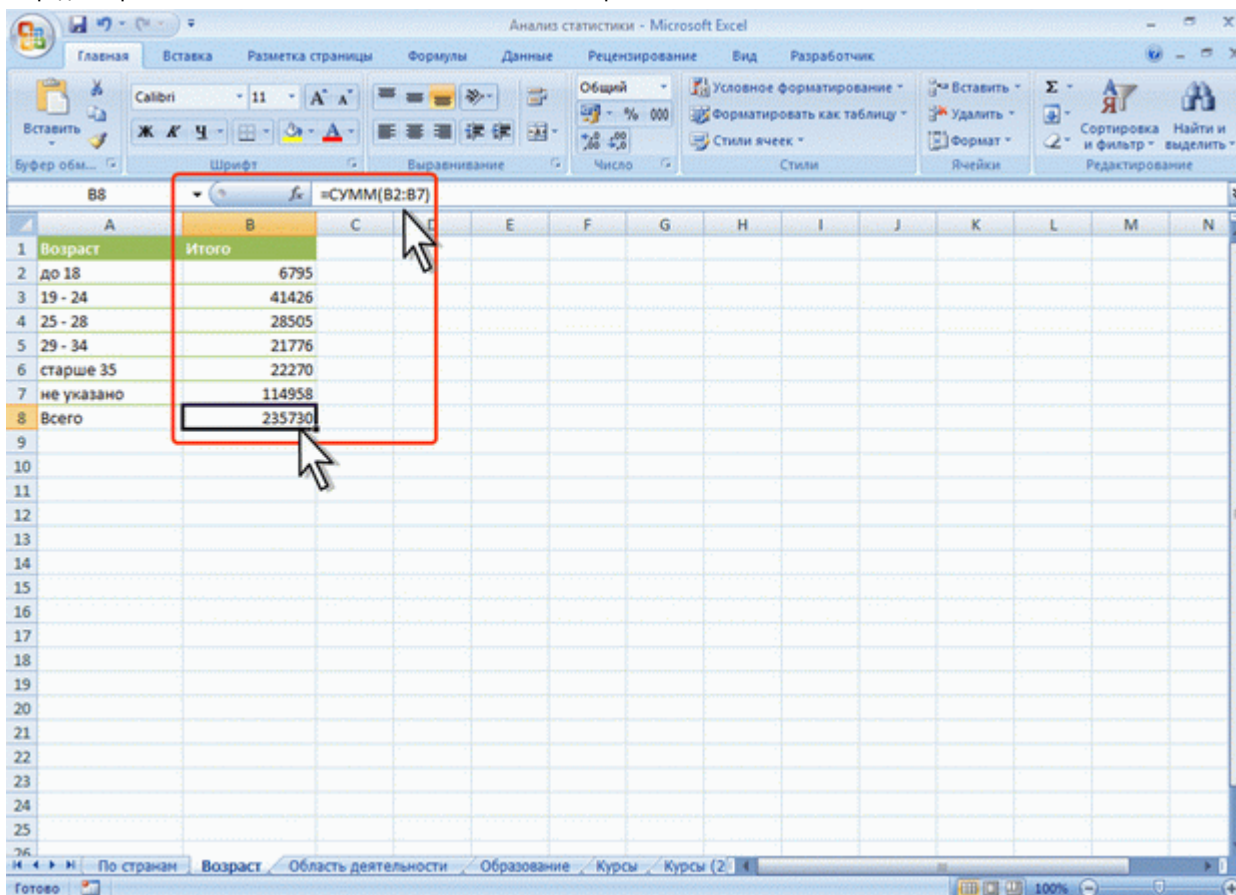 Анализ статистики - Microsoft Excel
Главная Вставка Разметка страницы Формулы Данные Рецензирование Вид Разработчик
Calibri 11 A A Общий Условное форматирование Вставить Σ
Вставить Ж К Ч A % 000 Форматировать как таблицу Удалить Сортировка и фильтр Найти и выделить
Стили ячеек Формат
Буфер обм... Шрифт Выравнивание Число Стили Ячейки Редактирование
B8 fx =СУММ(B2:B7)
A B C E F G H I J K L M N
1 Возраст Итого
2 до 18 6795
3 19 - 24 41426
4 25 - 28 28505
5 29 - 34 21776
6 старше 35 22270
7 не указано 114958
8 Всего 235730
9
10
11
12
13
14
15
16
17
18
19
20
21
22
23
24
25
26
По странам Возраст Область деятельности Образование Курсы Курсы (2
Готово 100%